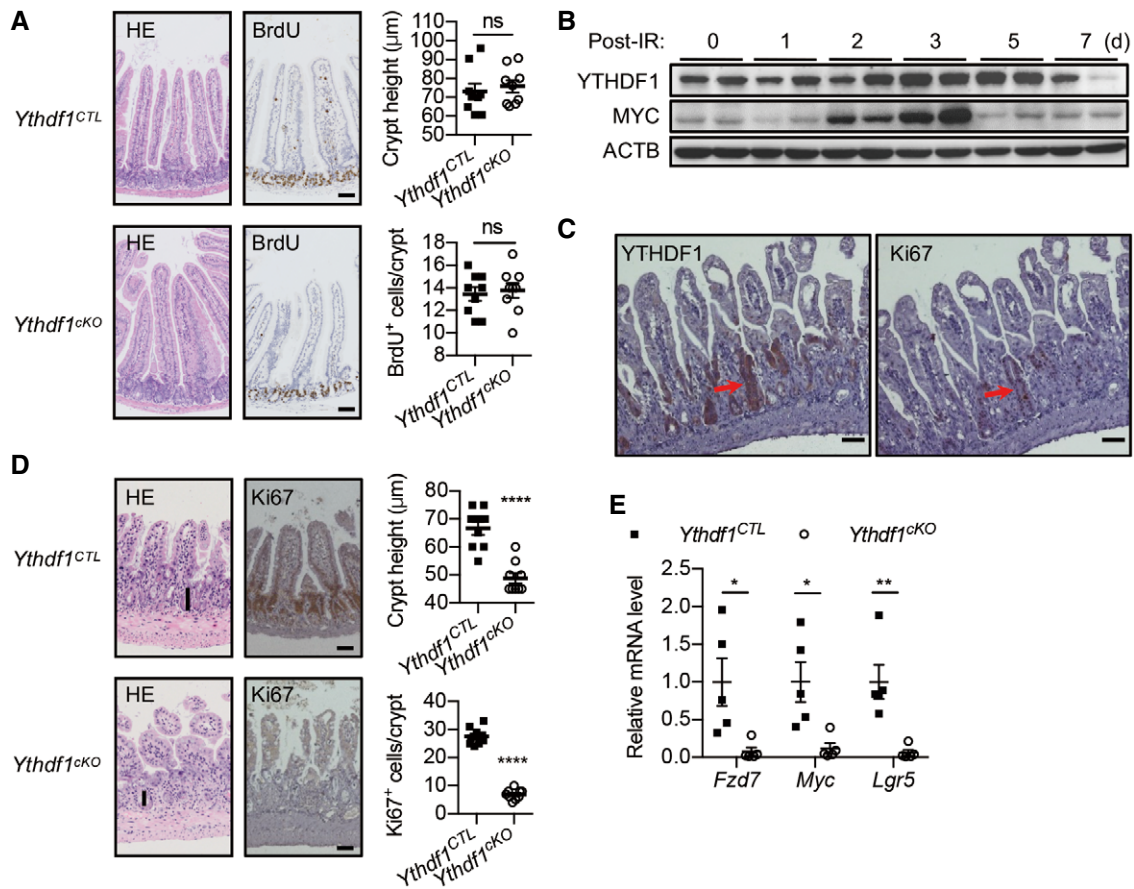 A
HE
BrdU
Ythdf1CTL
HE
BrdU
Ythdf1cKO
ns
Crypt height (μm)
110
100
90
80
70
60
50
Ythdf1CTL
Ythdf1cKO
ns
BrdU+ cells/crypt
18
16
14
12
10
8
Ythdf1CTL
Ythdf1cKO
B
Post-IR: 0 1 2 3 5 7 (d)
YTHDF1
MYC
ACTB
C
YTHDF1
Ki67
D
HE
Ki67
Ythdf1CTL
HE
Ki67
Ythdf1cKO
Crypt height (μm)
80
70
60
50
40
****
Ythdf1CTL
Ythdf1cKO
Ki67+ cells/crypt
40
30
20
10
0
****
Ythdf1CTL
Ythdf1cKO
E
Ythdf1CTL
Ythdf1cKO
Relative mRNA level
2.5
2.0
1.5
1.0
0.5
0.0
* * **
Fzd7 Myc Lgr5